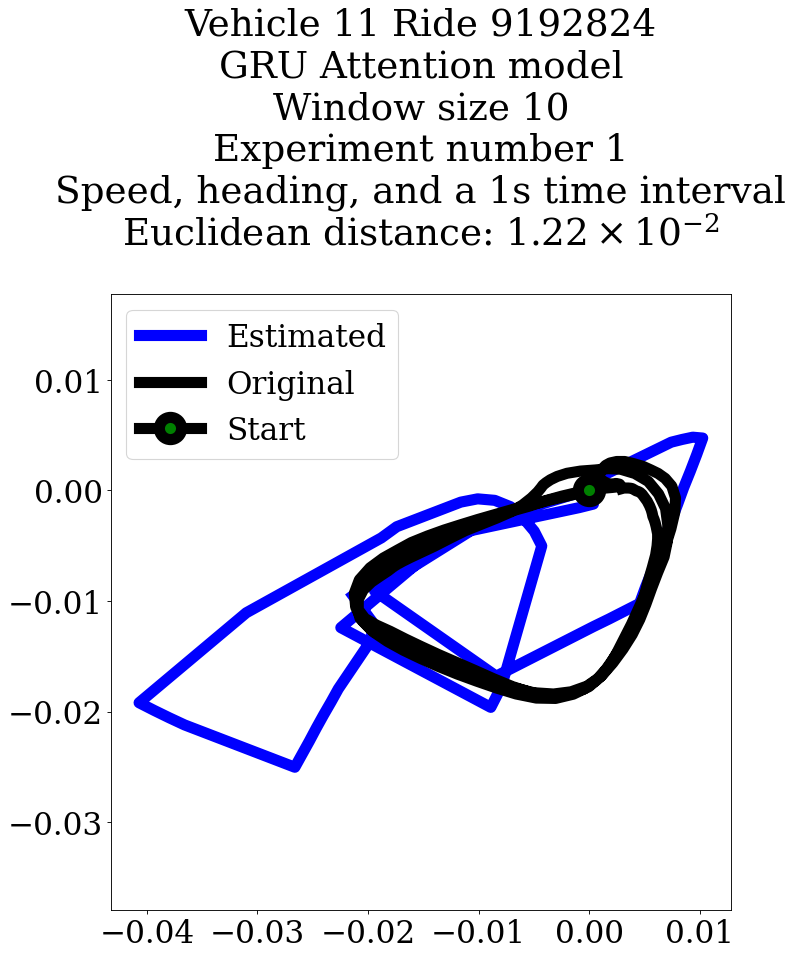 Vehicle 11 Ride 9192824
GRU Attention model
Window size 10
Experiment number 1
Speed, heading, and a 1s time interval
Euclidean distance: 1.22 × 10⁻²
Estimated
Original
Start
0.01
0.00
−0.01
−0.02
−0.03
−0.04 −0.03 −0.02 −0.01 0.00 0.01